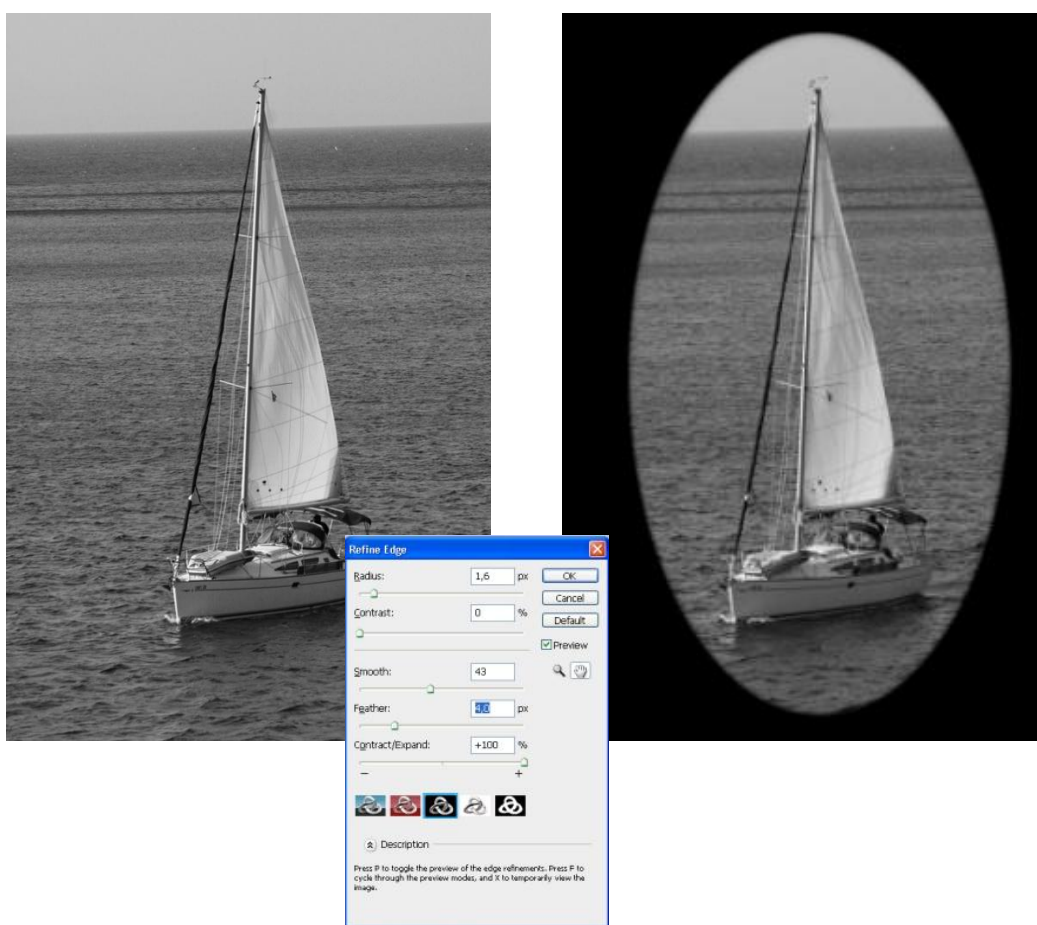 Refine Edge
Radius: 1,6 px OK
Cancel
Contrast: 0 % Default
Preview
Smooth: 43
Feather: 4,0 px
Contract/Expand: +100 %
− +
Description
Press P to toggle the preview of the edge refinements. Press F to
cycle through the preview modes, and X to temporarily view the
image.